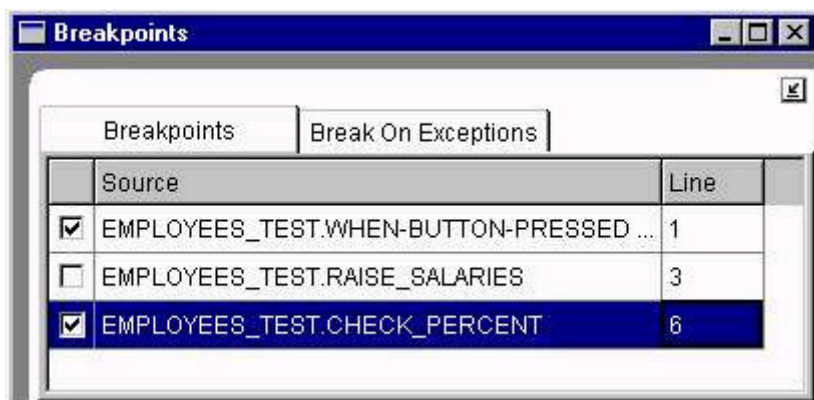 Breakpoints
Breakpoints Break On Exceptions
Source Line
EMPLOYEES_TEST.WHEN-BUTTON-PRESSED ... 1
EMPLOYEES_TEST.RAISE_SALARIES 3
EMPLOYEES_TEST.CHECK_PERCENT 6